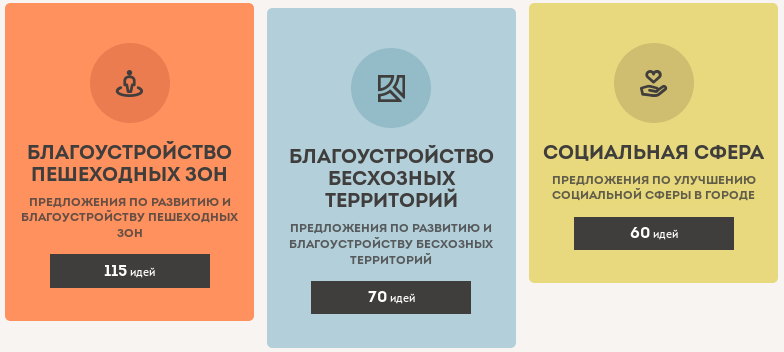 БЛАГОУСТРОЙСТВО
ПЕШЕХОДНЫХ ЗОН
ПРЕДЛОЖЕНИЯ ПО РАЗВИТИЮ И
БЛАГОУСТРОЙСТВУ ПЕШЕХОДНЫХ
ЗОН
115 идей
БЛАГОУСТРОЙСТВО
БЕСХОЗНЫХ
ТЕРРИТОРИЙ
ПРЕДЛОЖЕНИЯ ПО РАЗВИТИЮ И
БЛАГОУСТРОЙСТВУ БЕСХОЗНЫХ
ТЕРРИТОРИЙ
70 идей
СОЦИАЛЬНАЯ СФЕРА
ПРЕДЛОЖЕНИЯ ПО УЛУЧШЕНИЮ
СОЦИАЛЬНОЙ СФЕРЫ В ГОРОДЕ
60 идей